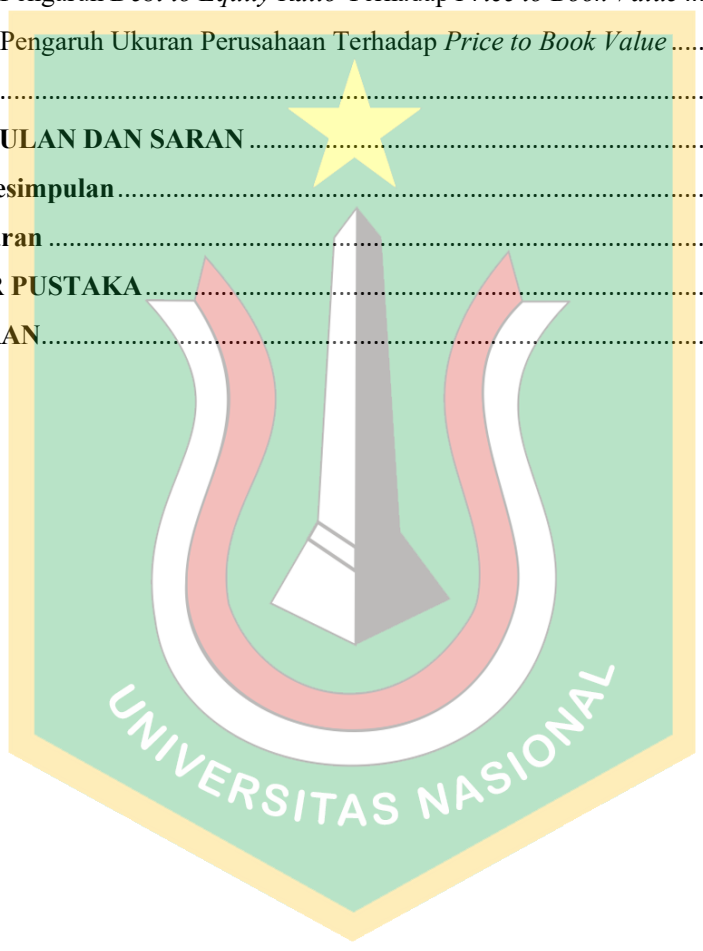 Pengaruh Debt to Equity Ratio Terhadap Price to Book Value
Pengaruh Ukuran Perusahaan Terhadap Price to Book Value .....
........................................................................
ULAN DAN SARAN ........................................................
esimpulan ........................................................................
ran ........................................................................
R PUSTAKA ........................................................................
AN ........................................................................
UNIVERSITAS NASIONAL